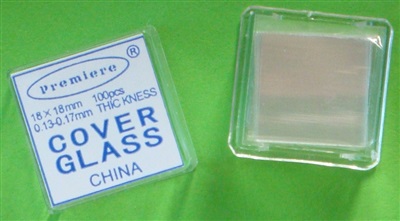 Premiere ®
18×18mm 100pcs
0.13-0.17mm THICKNESS
COVER
GLASS
CHINA